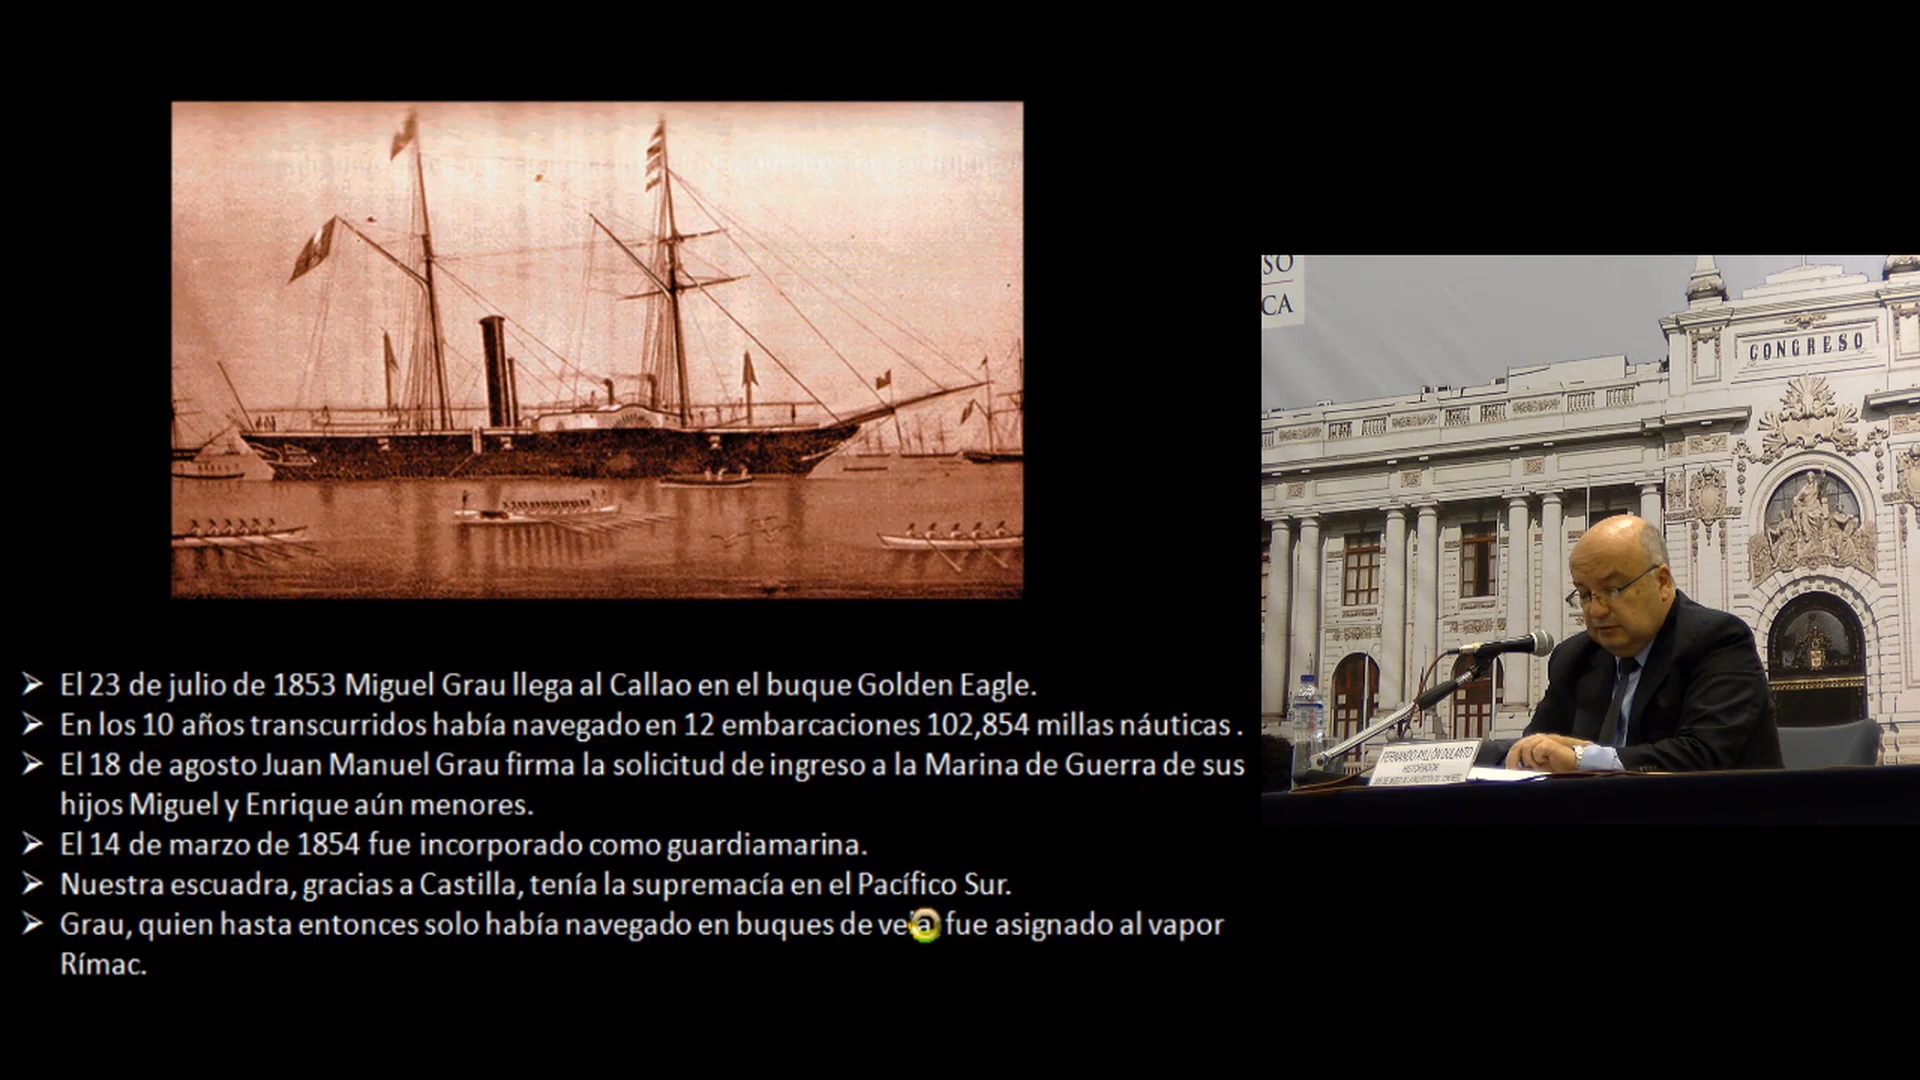 SO
CA
CONGRESO
El 23 de julio de 1853 Miguel Grau llega al Callao en el buque Golden Eagle.
En los 10 años transcurridos había navegado en 12 embarcaciones 102,854 millas náuticas .
El 18 de agosto Juan Manuel Grau firma la solicitud de ingreso a la Marina de Guerra de sus
hijos Miguel y Enrique aún menores.
El 14 de marzo de 1854 fue incorporado como guardiamarina.
Nuestra escuadra, gracias a Castilla, tenía la supremacía en el Pacífico Sur.
Grau, quien hasta entonces solo había navegado en buques de vela fue asignado al vapor
Rímac.
FERNANDO AYLLÓN DULANTO
HISTORIADOR